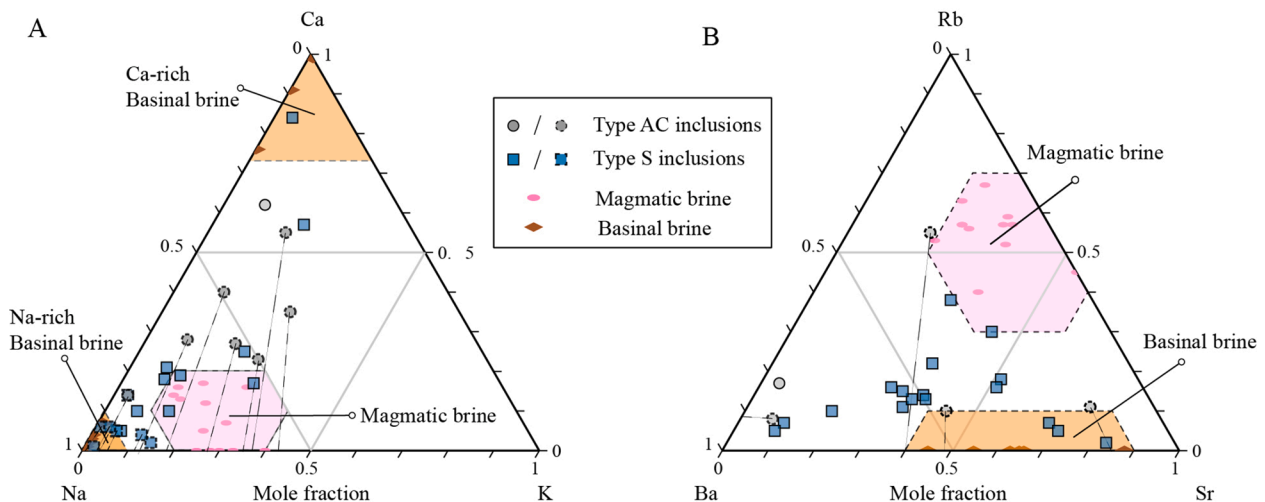 A
Ca
0
1
Ca-rich
Basinal brine
0.5
0. 5
Na-rich
Basinal brine
Magmatic brine
1
0
0
0.5
1
Na
Mole fraction
K
/ Type AC inclusions
/ Type S inclusions
Magmatic brine
Basinal brine
B
Rb
0
1
Magmatic brine
0.5
0.5
Basinal brine
1
0
0
0.5
1
Ba
Mole fraction
Sr